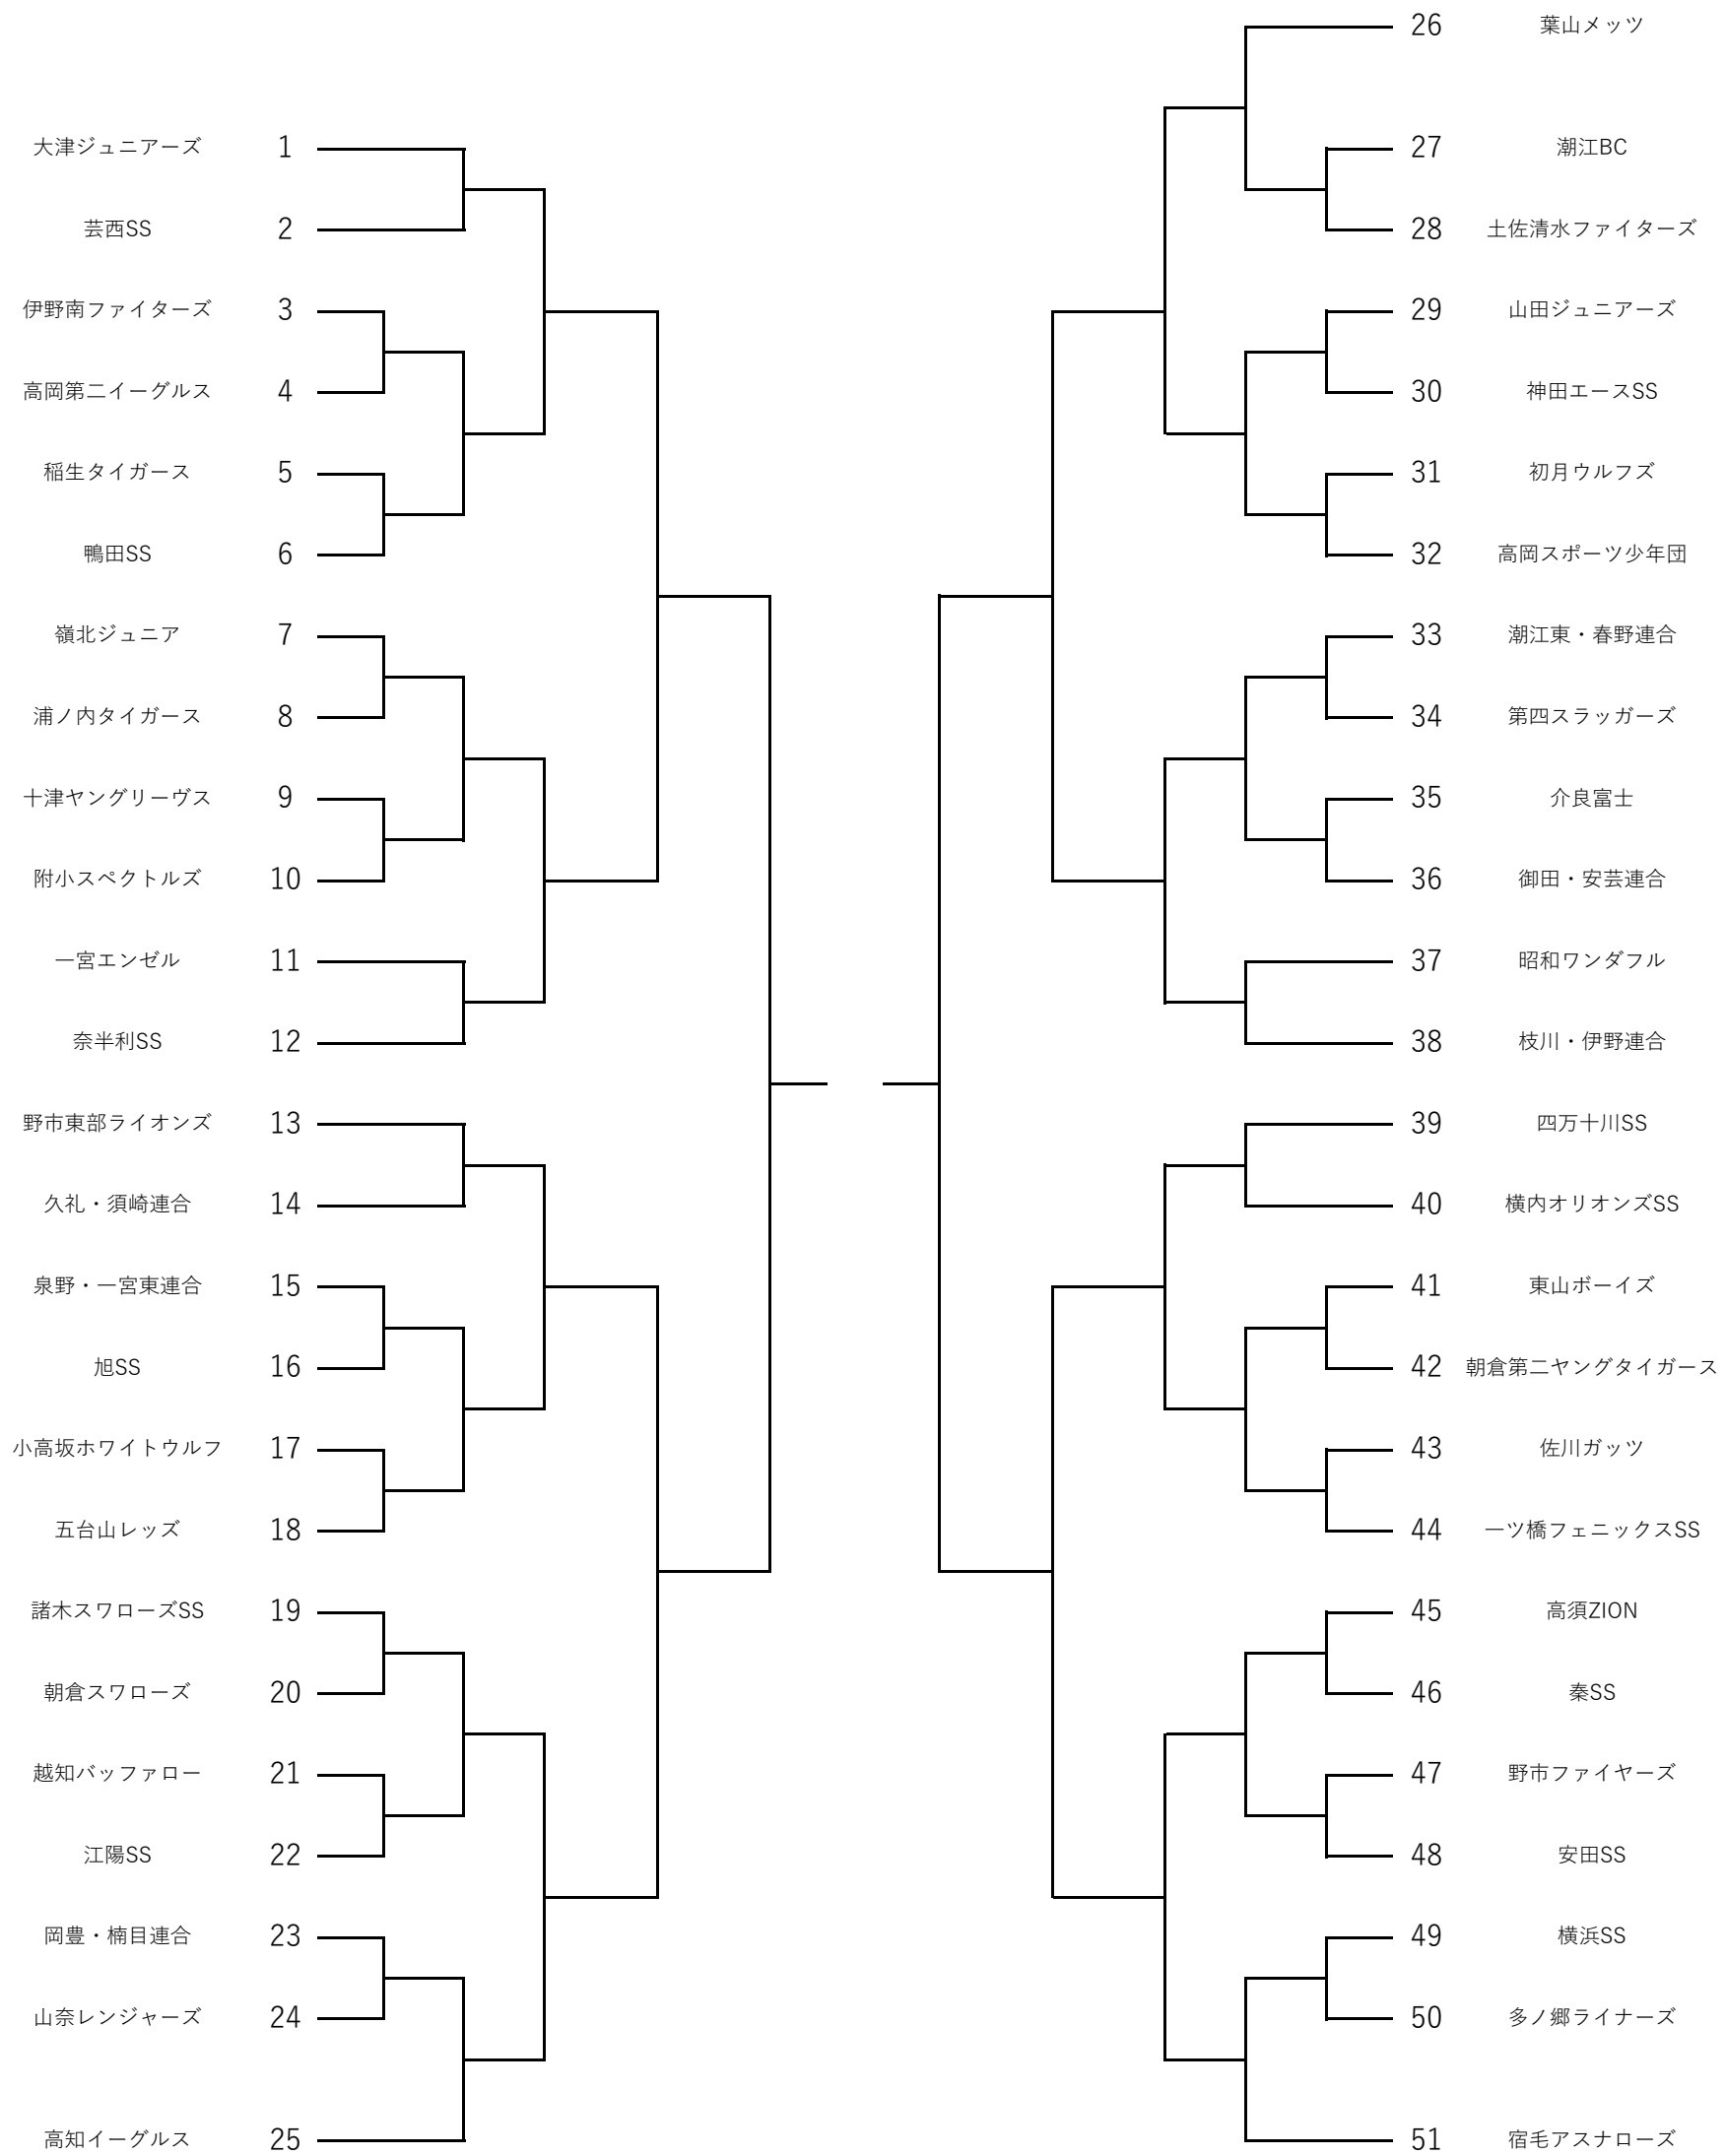 大津ジュニアーズ 1
芸西SS 2
伊野南ファイターズ 3
高岡第二イーグルス 4
稲生タイガース 5
鴨田SS 6
嶺北ジュニア 7
浦ノ内タイガース 8
十津ヤングリーヴス 9
附小スペクトルズ 10
一宮エンゼル 11
奈半利SS 12
野市東部ライオンズ 13
久礼・須崎連合 14
泉野・一宮東連合 15
旭SS 16
小高坂ホワイトウルフ 17
五台山レッズ 18
諸木スワローズSS 19
朝倉スワローズ 20
越知バッファロー 21
江陽SS 22
岡豊・楠目連合 23
山奈レンジャーズ 24
高知イーグルス 25
26 葉山メッツ
27 潮江BC
28 土佐清水ファイターズ
29 山田ジュニアーズ
30 神田エースSS
31 初月ウルフズ
32 高岡スポーツ少年団
33 潮江東・春野連合
34 第四スラッガーズ
35 介良富士
36 御田・安芸連合
37 昭和ワンダフル
38 枝川・伊野連合
39 四万十川SS
40 横内オリオンズSS
41 東山ボーイズ
42 朝倉第二ヤングタイガース
43 佐川ガッツ
44 一ツ橋フェニックスSS
45 高須ZION
46 秦SS
47 野市ファイヤーズ
48 安田SS
49 横浜SS
50 多ノ郷ライナーズ
51 宿毛アスナローズ